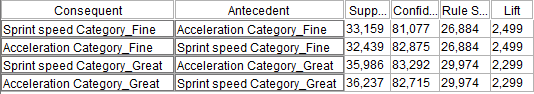 Consequent Antecedent Supp... Confid... Rule S... Lift
Sprint speed Category_Fine Acceleration Category_Fine 33,159 81,077 26,884 2,499
Acceleration Category_Fine Sprint speed Category_Fine 32,439 82,875 26,884 2,499
Sprint speed Category_Great Acceleration Category_Great 35,986 83,292 29,974 2,299
Acceleration Category_Great Sprint speed Category_Great 36,237 82,715 29,974 2,299